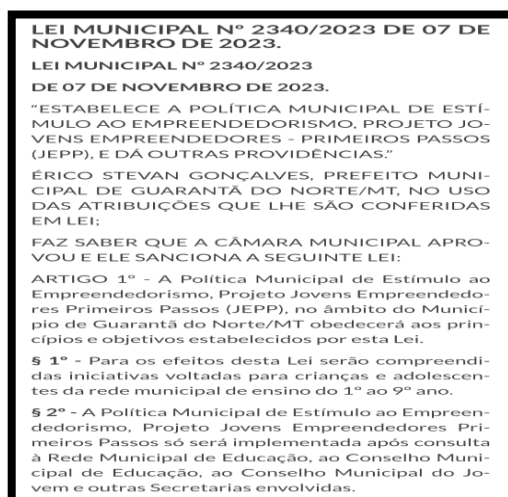 LEI MUNICIPAL Nº 2340/2023 DE 07 DE
NOVEMBRO DE 2023.
LEI MUNICIPAL Nº 2340/2023
DE 07 DE NOVEMBRO DE 2023.
“ESTABELECE A POLÍTICA MUNICIPAL DE ESTÍ-
MULO AO EMPREENDEDORISMO, PROJETO JO-
VENS EMPREENDEDORES - PRIMEIROS PASSOS
(JEPP), E DÁ OUTRAS PROVIDÊNCIAS.”
ÉRICO STEVAN GONÇALVES, PREFEITO MUNI-
CIPAL DE GUARANTÃ DO NORTE/MT, NO USO
DAS ATRIBUIÇÕES QUE LHE SÃO CONFERIDAS
EM LEI;
FAZ SABER QUE A CÂMARA MUNICIPAL APRO-
VOU E ELE SANCIONA A SEGUINTE LEI:
ARTIGO 1º - A Política Municipal de Estímulo ao
Empreendedorismo, Projeto Jovens Empreendedo-
res Primeiros Passos (JEPP), no âmbito do Municí-
pio de Guarantã do Norte/MT obedecerá aos prin-
cípios e objetivos estabelecidos por esta Lei.
§ 1º - Para os efeitos desta Lei serão compreendi-
das iniciativas voltadas para crianças e adolescen-
tes da rede municipal de ensino do 1º ao 9º ano.
§ 2º - A Política Municipal de Estímulo ao Empreen-
dedorismo, Projeto Jovens Empreendedores Pri-
meiros Passos só será implementada após consulta
à Rede Municipal de Educação, ao Conselho Muni-
cipal de Educação, ao Conselho Municipal do Jo-
vem e outras Secretarias envolvidas.